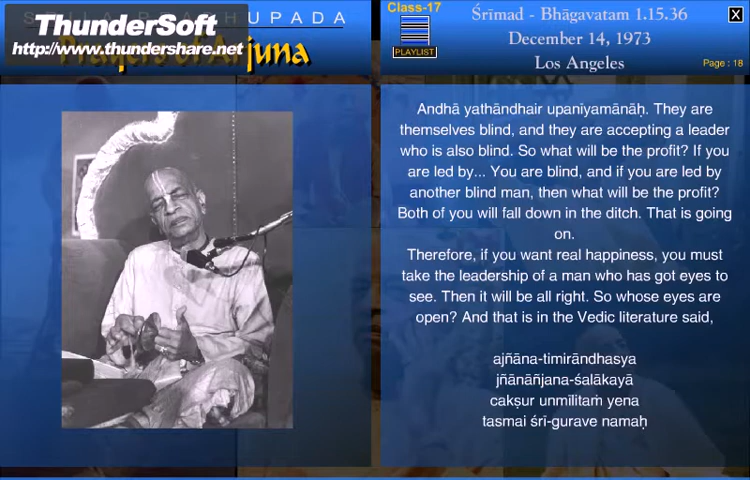 ThunderSoft
http://www.thundershare.net
PRABHUPADA
Prayers of Arjuna
Class-17
PLAYLIST
Śrīmad - Bhāgavatam 1.15.36
December 14, 1973
Los Angeles
X
Page : 18
Andhā yathāndhair upaniyamānāḥ. They are
themselves blind, and they are accepting a leader
who is also blind. So what will be the profit? If you
are led by... You are blind, and if you are led by
another blind man, then what will be the profit?
Both of you will fall down in the ditch. That is going
on.
Therefore, if you want real happiness, you must
take the leadership of a man who has got eyes to
see. Then it will be all right. So whose eyes are
open? And that is in the Vedic literature said,
ajñāna-timirāndhasya
jñānāñjana-śalākayā
cakṣur unmīlitaṁ yena
tasmai śrī-gurave namaḥ